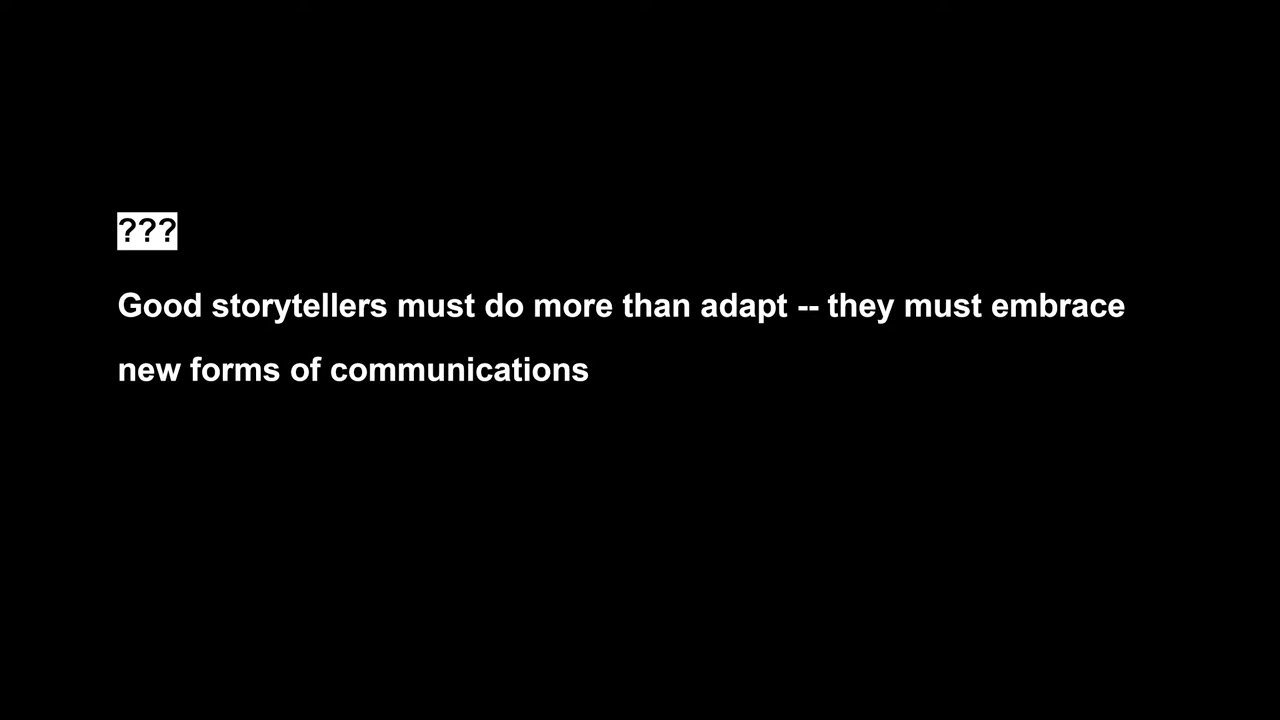 ???
Good storytellers must do more than adapt -- they must embrace
new forms of communications